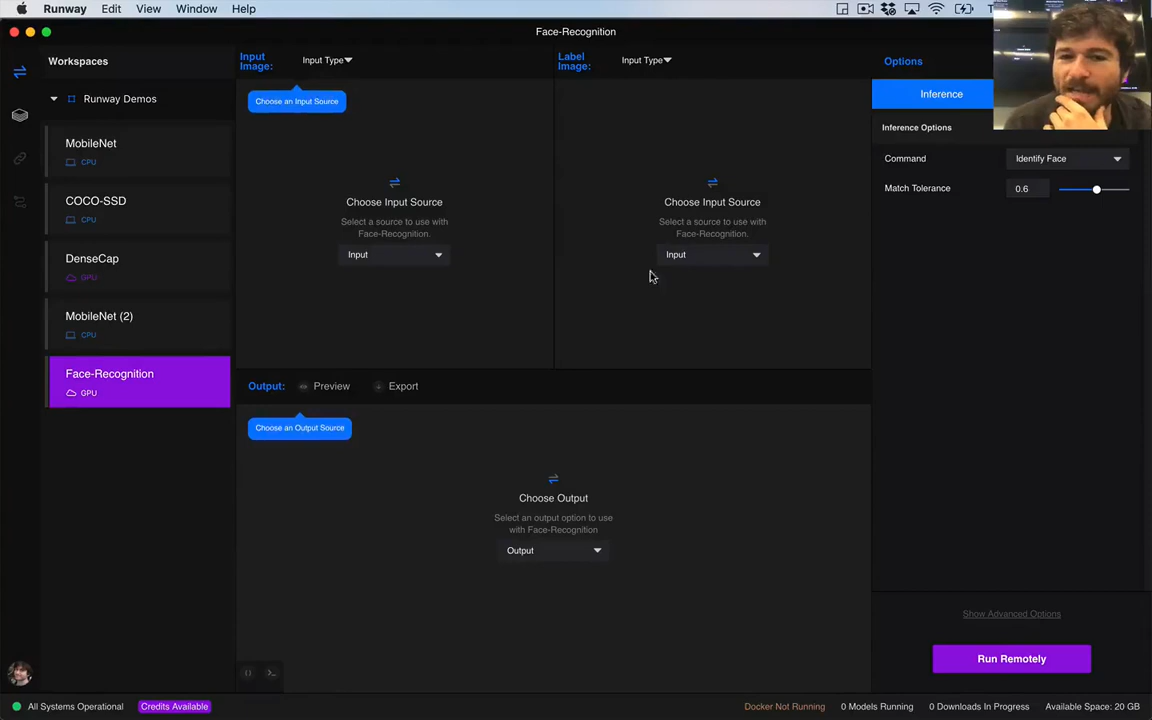 Runway Edit View Window Help
Face-Recognition
Workspaces
Runway Demos
MobileNet
CPU
COCO-SSD
CPU
DenseCap
GPU
MobileNet (2)
CPU
Face-Recognition
GPU
Input
Image:
Input Type
Choose an Input Source
Choose Input Source
Select a source to use with
Face-Recognition.
Input
Label
Image:
Input Type
Choose Input Source
Select a source to use with
Face-Recognition.
Input
Output: Preview Export
Choose an Output Source
Choose Output
Select an output option to use
with Face-Recognition
Output
Options
Inference
Inference Options
Command Identify Face
Match Tolerance 0.6
Show Advanced Options
Run Remotely
All Systems Operational Credits Available Docker Not Running 0 Models Running 0 Downloads In Progress Available Space: 20 GB